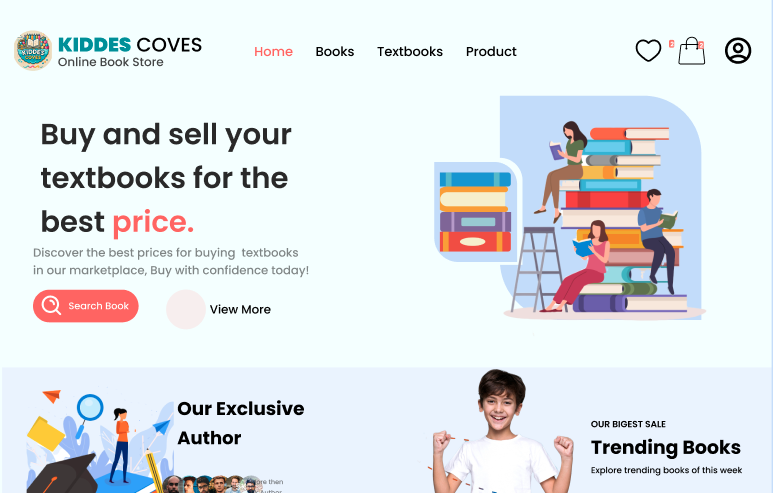 KIDDES COVES
Online Book Store
Home Books Textbooks Product
Buy and sell your
textbooks for the
best price.
Discover the best prices for buying textbooks
in our marketplace, Buy with confidence today!
Search Book
View More
Our Exclusive
Author
then
Author
OUR BIGEST SALE
Trending Books
Explore trending books of this week